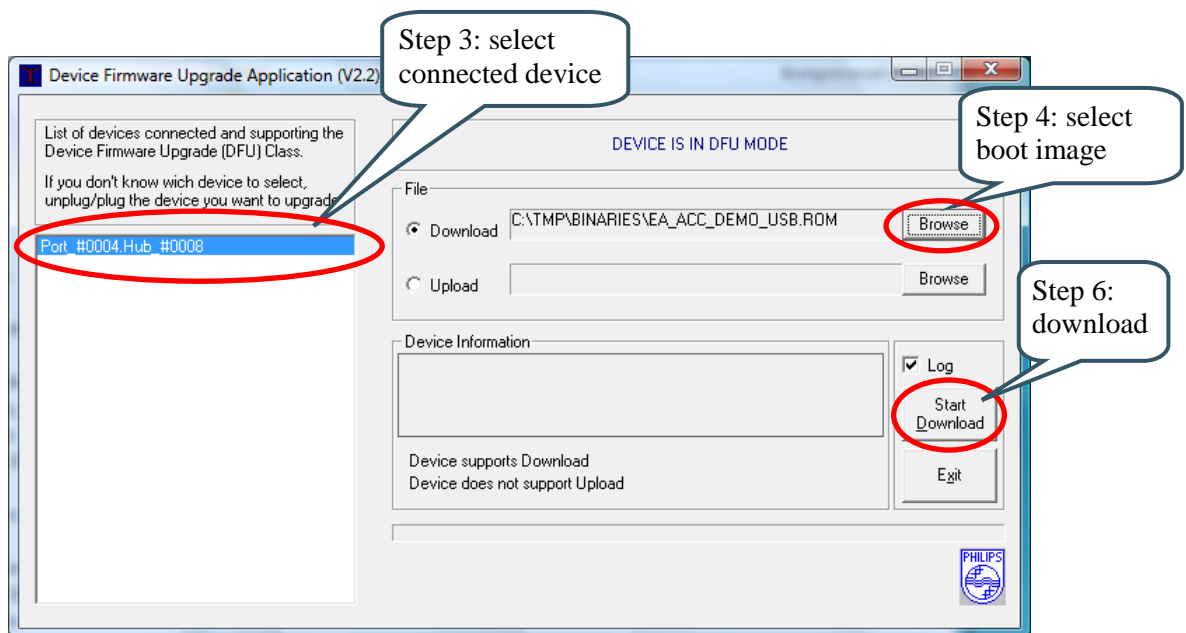 Step 3: select
connected device
Device Firmware Upgrade Application (V2.2)
List of devices connected and supporting the
Device Firmware Upgrade (DFU) Class.
If you don't know wich device to select,
unplug/plug the device you want to upgrade
Port_#0004.Hub_#0008
DEVICE IS IN DFU MODE
Step 4: select
boot image
File
Download C:\TMP\BINARIES\EA_ACC_DEMO_USB.ROM Browse
Upload Browse
Step 6:
download
Device Information
Log
Start
Download
Device supports Download
Device does not support Upload
Exit
PHILIPS